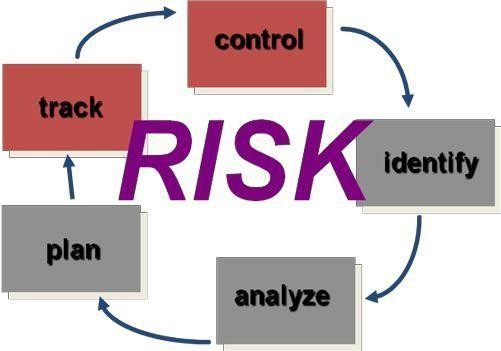 control
track
RISK
identify
plan
analyze